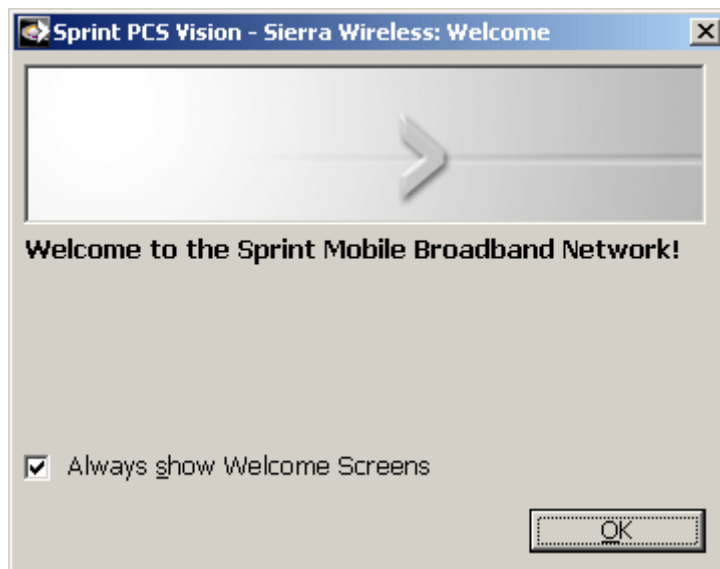 Sprint PCS Vision - Sierra Wireless: Welcome
Welcome to the Sprint Mobile Broadband Network!
Always show Welcome Screens
OK